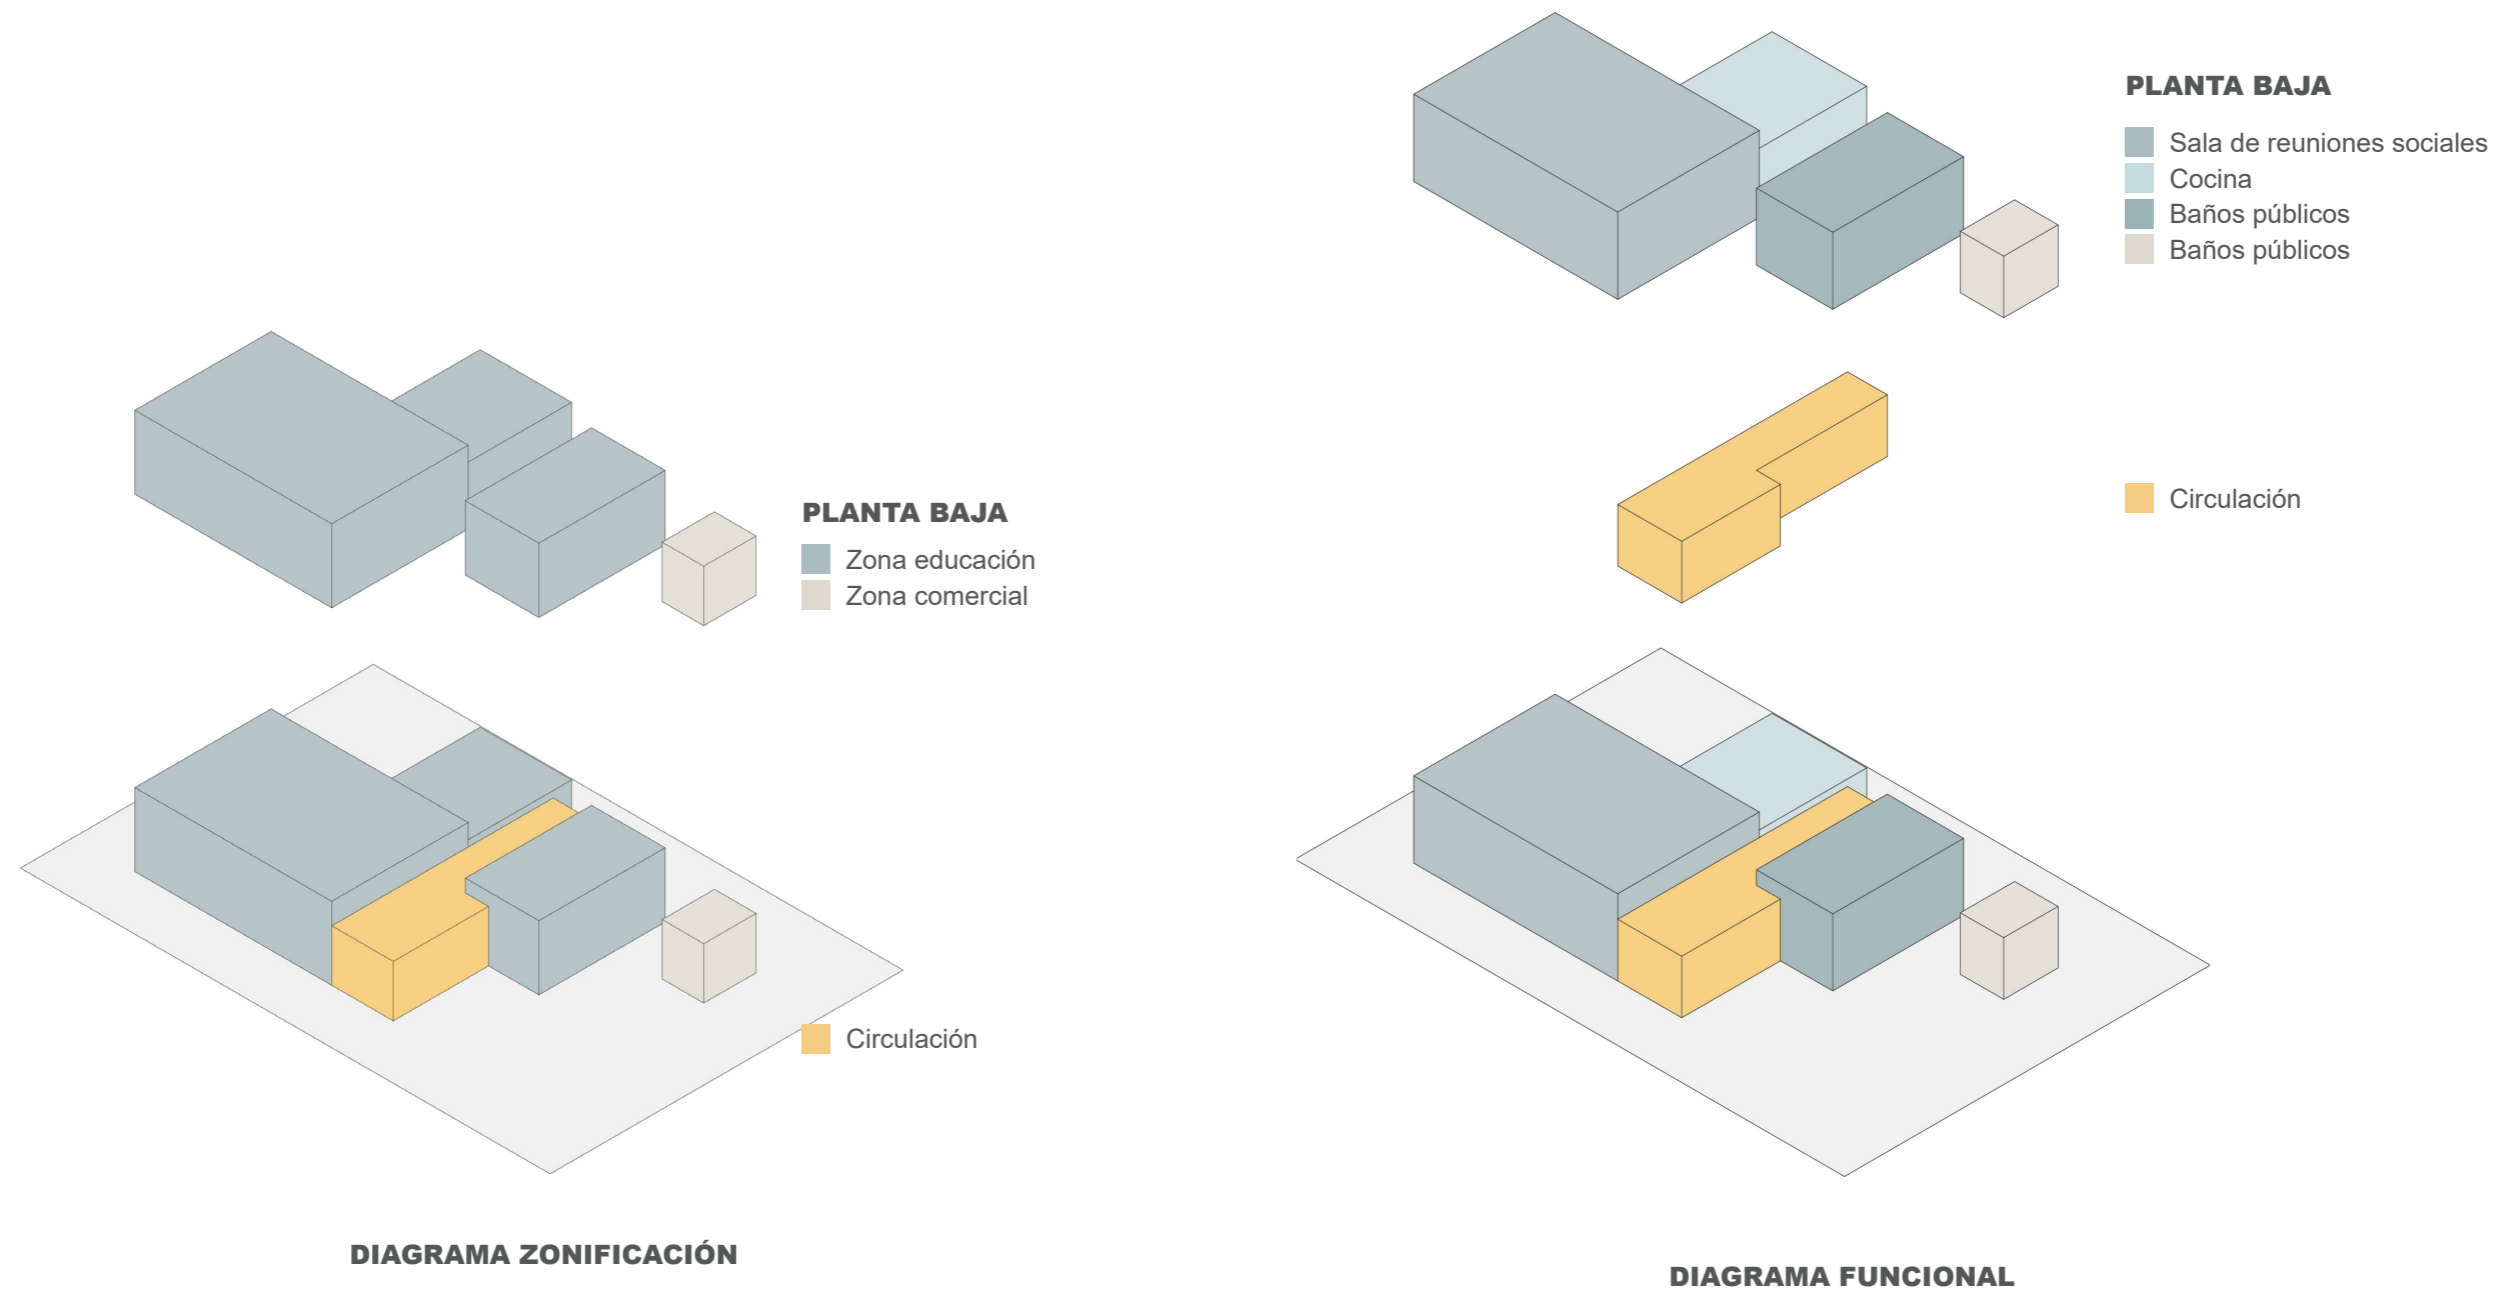 PLANTA BAJA
Zona educación
Zona comercial
Circulación
DIAGRAMA ZONIFICACIÓN
PLANTA BAJA
Sala de reuniones sociales
Cocina
Baños públicos
Baños públicos
Circulación
DIAGRAMA FUNCIONAL